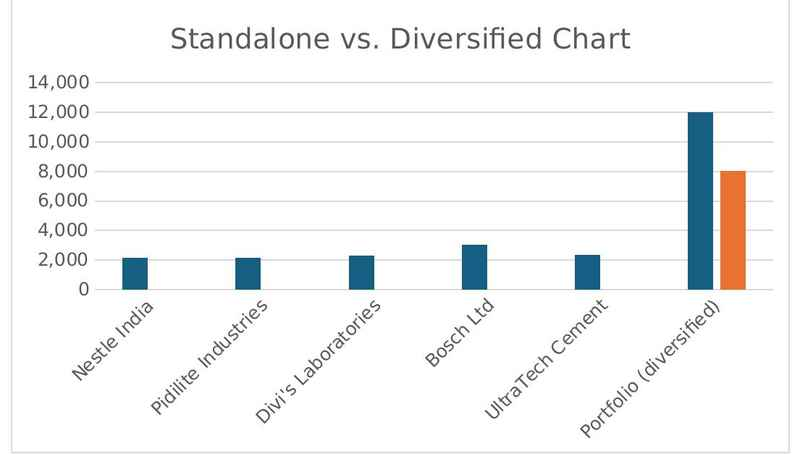 Standalone vs. Diversified Chart
14,000
12,000
10,000
8,000
6,000
4,000
2,000
0
Nestle India
Pidilite Industries
Divi's Laboratories
Bosch Ltd
UltraTech Cement
Portfolio (diversified)